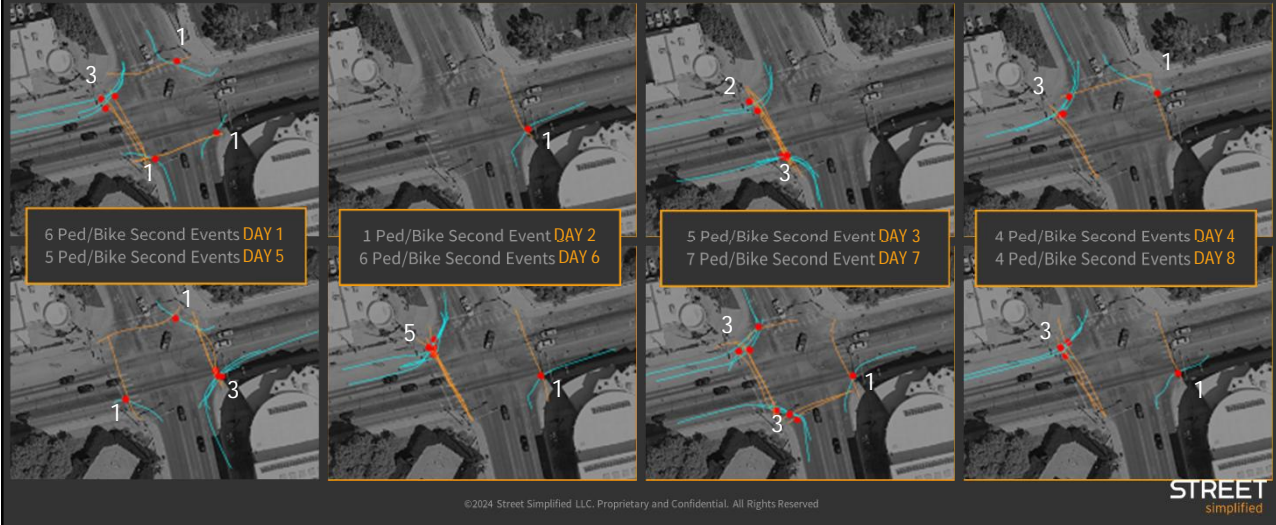 1
3
1
1
1
2
3
3
1
6 Ped/Bike Second Events DAY 1
5 Ped/Bike Second Events DAY 5
1 Ped/Bike Second Event DAY 2
6 Ped/Bike Second Events DAY 6
5 Ped/Bike Second Event DAY 3
7 Ped/Bike Second Events DAY 7
4 Ped/Bike Second Events DAY 4
4 Ped/Bike Second Events DAY 8
1
3
1
5
1
3
1
3
3
1
©2024 Street Simplified LLC. Proprietary and Confidential. All Rights Reserved
STREET
simplified